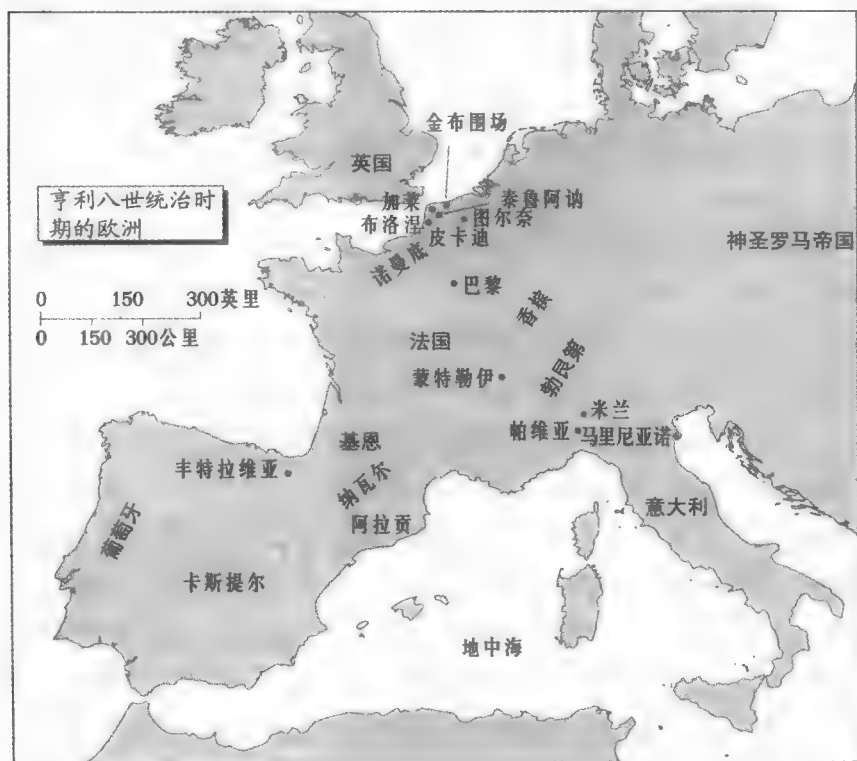 金布围场
英国
亨利八世统治时
期的欧洲
加莱
泰鲁阿讷
布洛涅
图尔奈
皮卡迪
诺曼底
神圣罗马帝国
巴黎
0 150 300英里
0 150 300公里
香槟
法国
勃艮第
蒙特勒伊
米兰
帕维亚
马里尼亚诺
基恩
丰特拉维亚
纳瓦尔
意大利
阿拉贡
葡萄牙
卡斯提尔
地中海